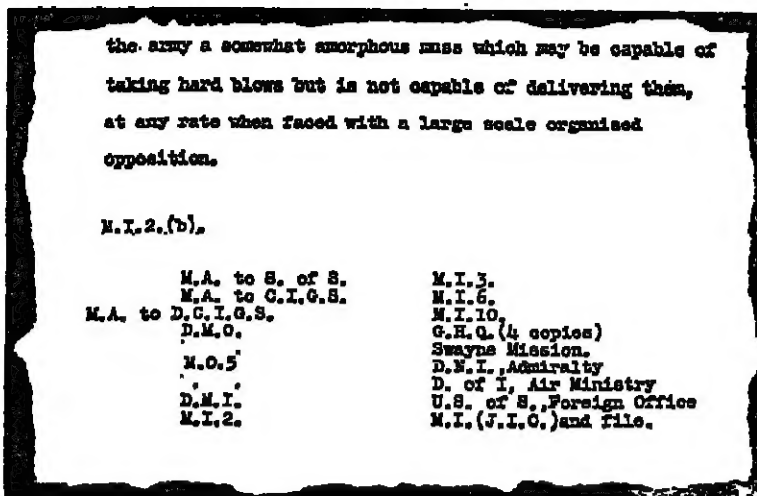 the army a somewhat amorphous mass which may be capable of
taking hard blows but is not capable of delivering them,
at any rate when faced with a large scale organised
opposition.
M.I.2.(b).
M.A. to S. of S.
M.A. to C.I.G.S.
M.A. to D.C.I.G.S.
D.M.O.
M.O.5
D.M.I.
M.I.2.
M.I.3.
M.I.6.
M.I.10.
G.H.Q.(4 copies)
Swayne Mission.
D.N.I.,Admiralty
D. of I, Air Ministry
U.S. of S.,Foreign Office
M.I.(J.I.C.)and file.